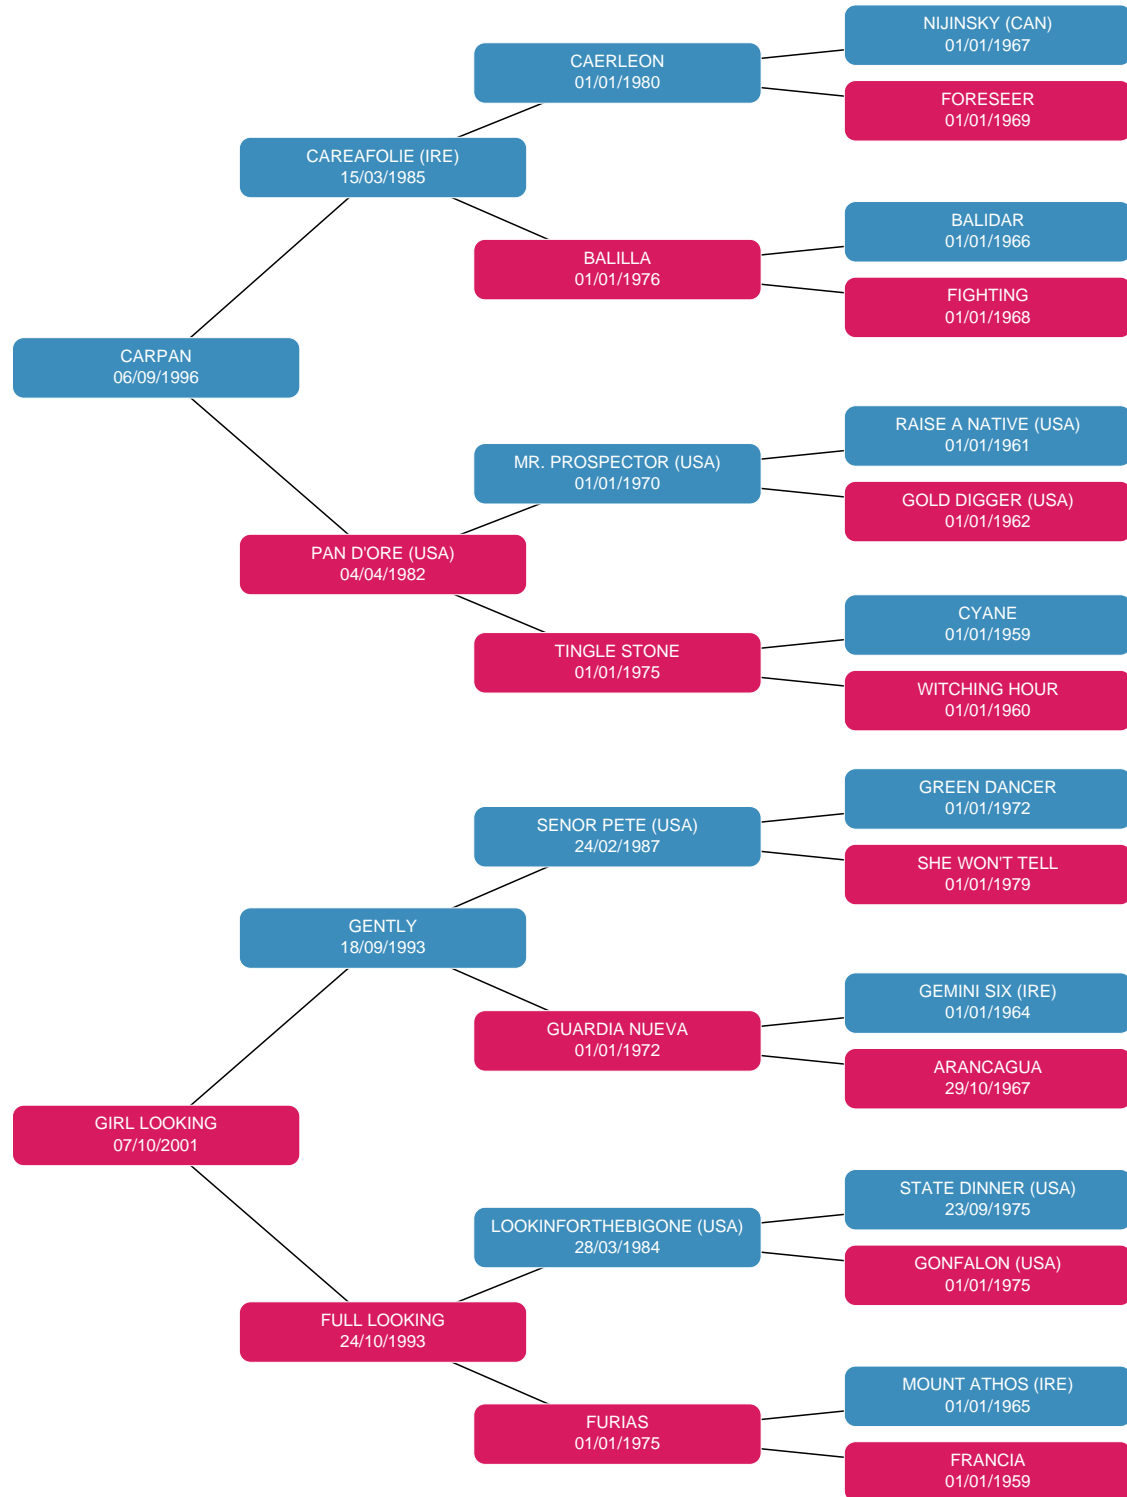 NIJINSKY (CAN)
01/01/1967
CAERLEON
01/01/1980
FORESEER
01/01/1969
CAREAFOLIE (IRE)
15/03/1985
BALIDAR
01/01/1966
BALILLA
01/01/1976
FIGHTING
01/01/1968
CARPAN
06/09/1996
RAISE A NATIVE (USA)
01/01/1961
MR. PROSPECTOR (USA)
01/01/1970
GOLD DIGGER (USA)
01/01/1962
PAN D'ORE (USA)
04/04/1982
CYANE
01/01/1959
TINGLE STONE
01/01/1975
WITCHING HOUR
01/01/1960
GREEN DANCER
01/01/1972
SENOR PETE (USA)
24/02/1987
SHE WON'T TELL
01/01/1979
GENTLY
18/09/1993
GEMINI SIX (IRE)
01/01/1964
GUARDIA NUEVA
01/01/1972
ARANCAGUA
29/10/1967
GIRL LOOKING
07/10/2001
STATE DINNER (USA)
23/09/1975
LOOKINFORTHEBIGONE (USA)
28/03/1984
GONFALON (USA)
01/01/1975
FULL LOOKING
24/10/1993
MOUNT ATHOS (IRE)
01/01/1965
FURIAS
01/01/1975
FRANCIA
01/01/1959